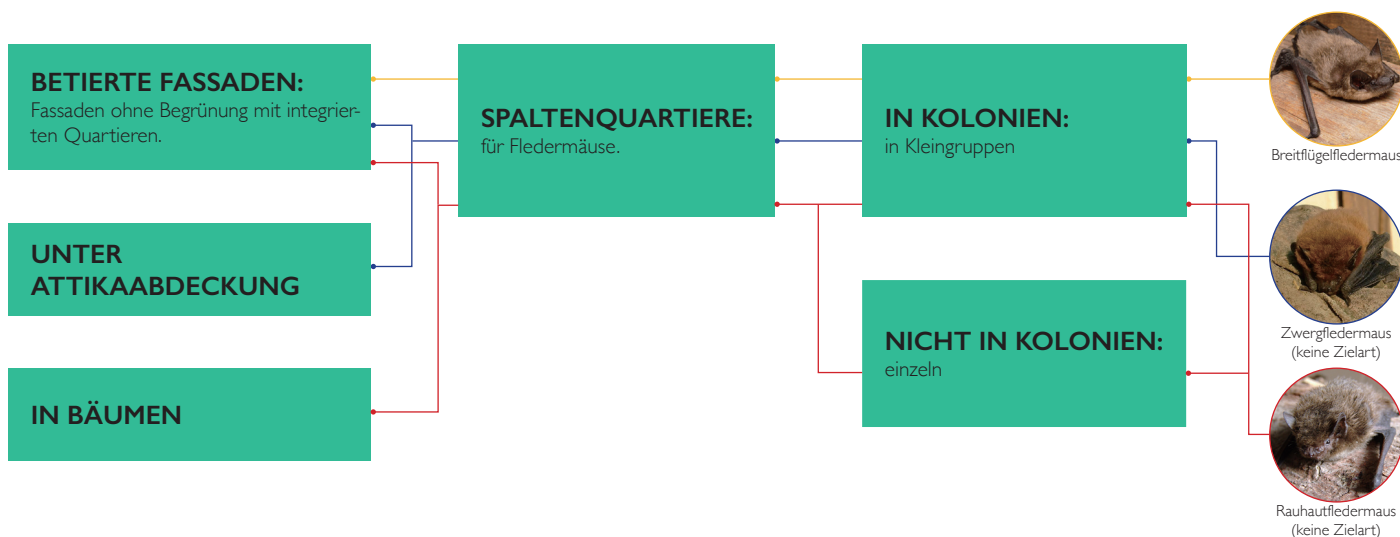 BETIERTE FASSADEN:
Fassaden ohne Begrünung mit integrier-
ten Quartieren.
UNTER
ATTIKAABDECKUNG
IN BÄUMEN
SPALTENQUARTIERE:
für Fledermäuse.
IN KOLONIEN:
in Kleingruppen
NICHT IN KOLONIEN:
einzeln
Breitflügelfledermaus
Zwergfledermaus
(keine Zielart)
Rauhautfledermaus
(keine Zielart)